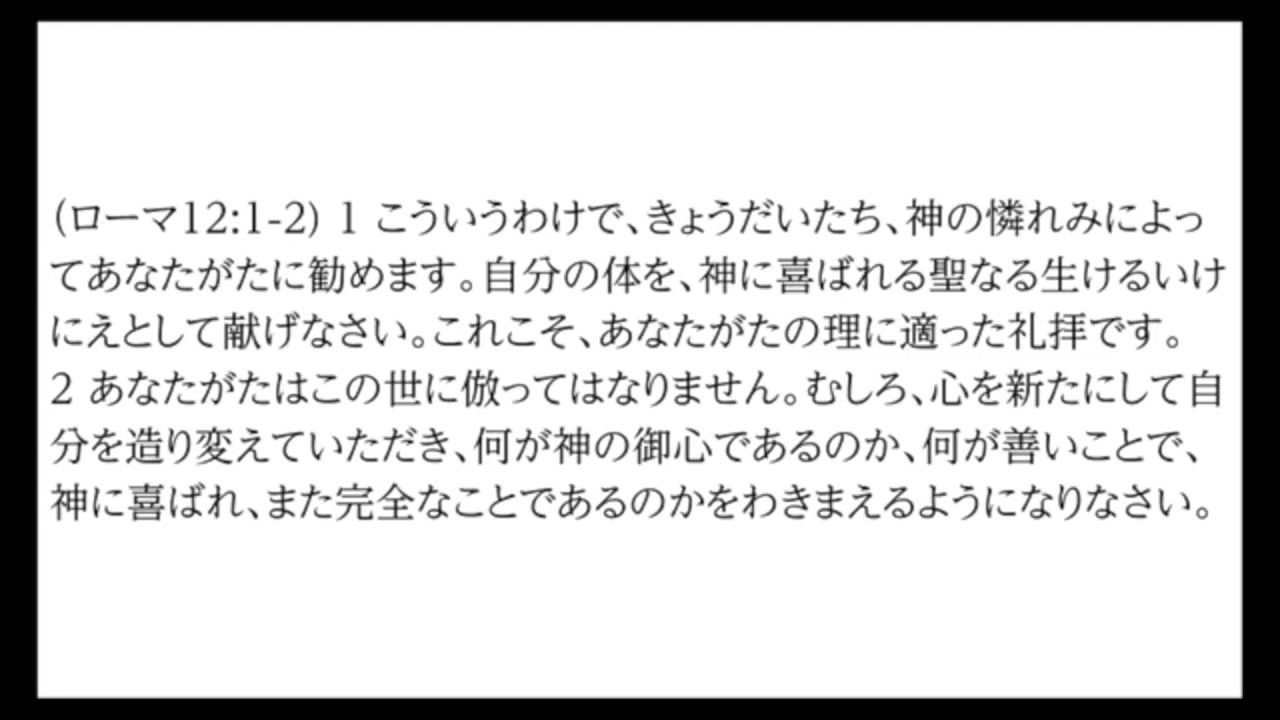 (ローマ12:1-2) 1 こういうわけで、きょうだいたち、神の憐れみによっ
てあなたがたに勧めます。自分の体を、神に喜ばれる聖なる生けるいけ
にえとして献げなさい。これこそ、あなたがたの理に適った礼拝です。
2 あなたがたはこの世に倣ってはなりません。むしろ、心を新たにして自
分を造り変えていただき、何が神の御心であるのか、何が善いことで、
神に喜ばれ、また完全なことであるのかをわきまえるようになりなさい。